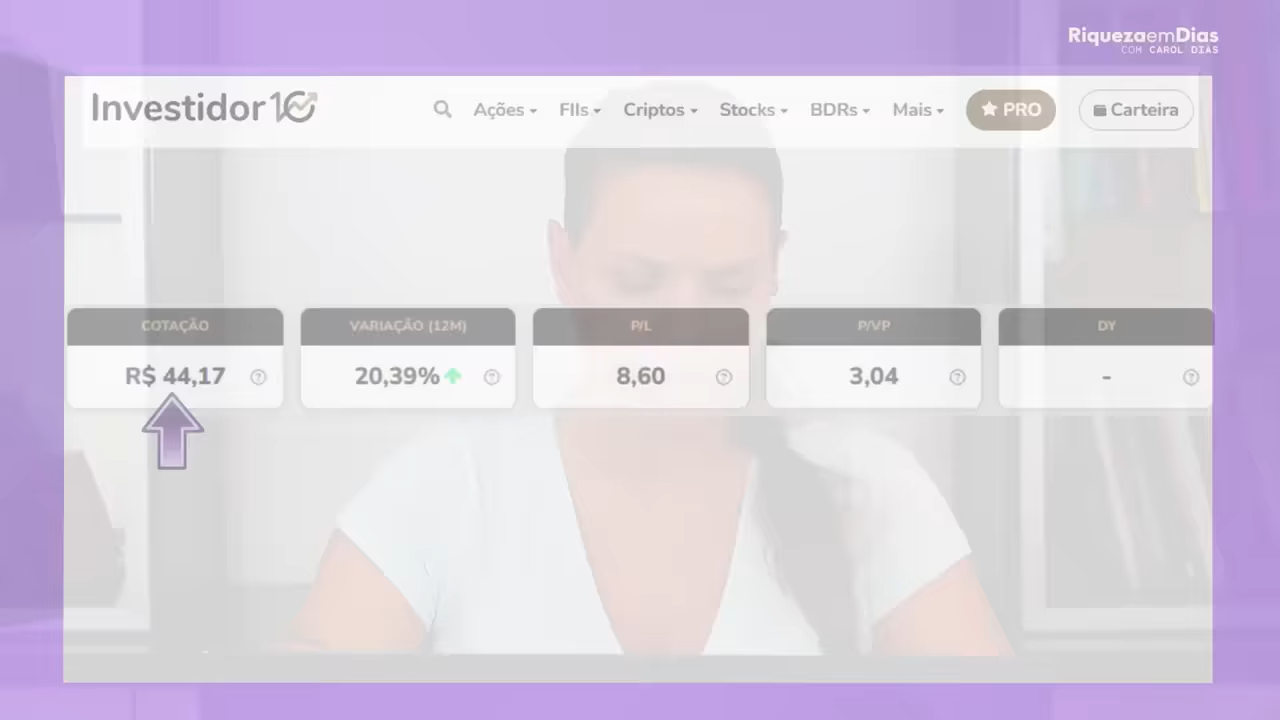 RiquezaemDias
COM CAROL DIAS
Investidor10
Ações
FIIs
Criptos
Stocks
BDRs
Mais
PRO
Carteira
COTAÇÃO
VARIAÇÃO (12M)
P/L
P/VP
DY
R$ 44,17 ?
20,39% ?
8,60 ?
3,04 ?
- ?